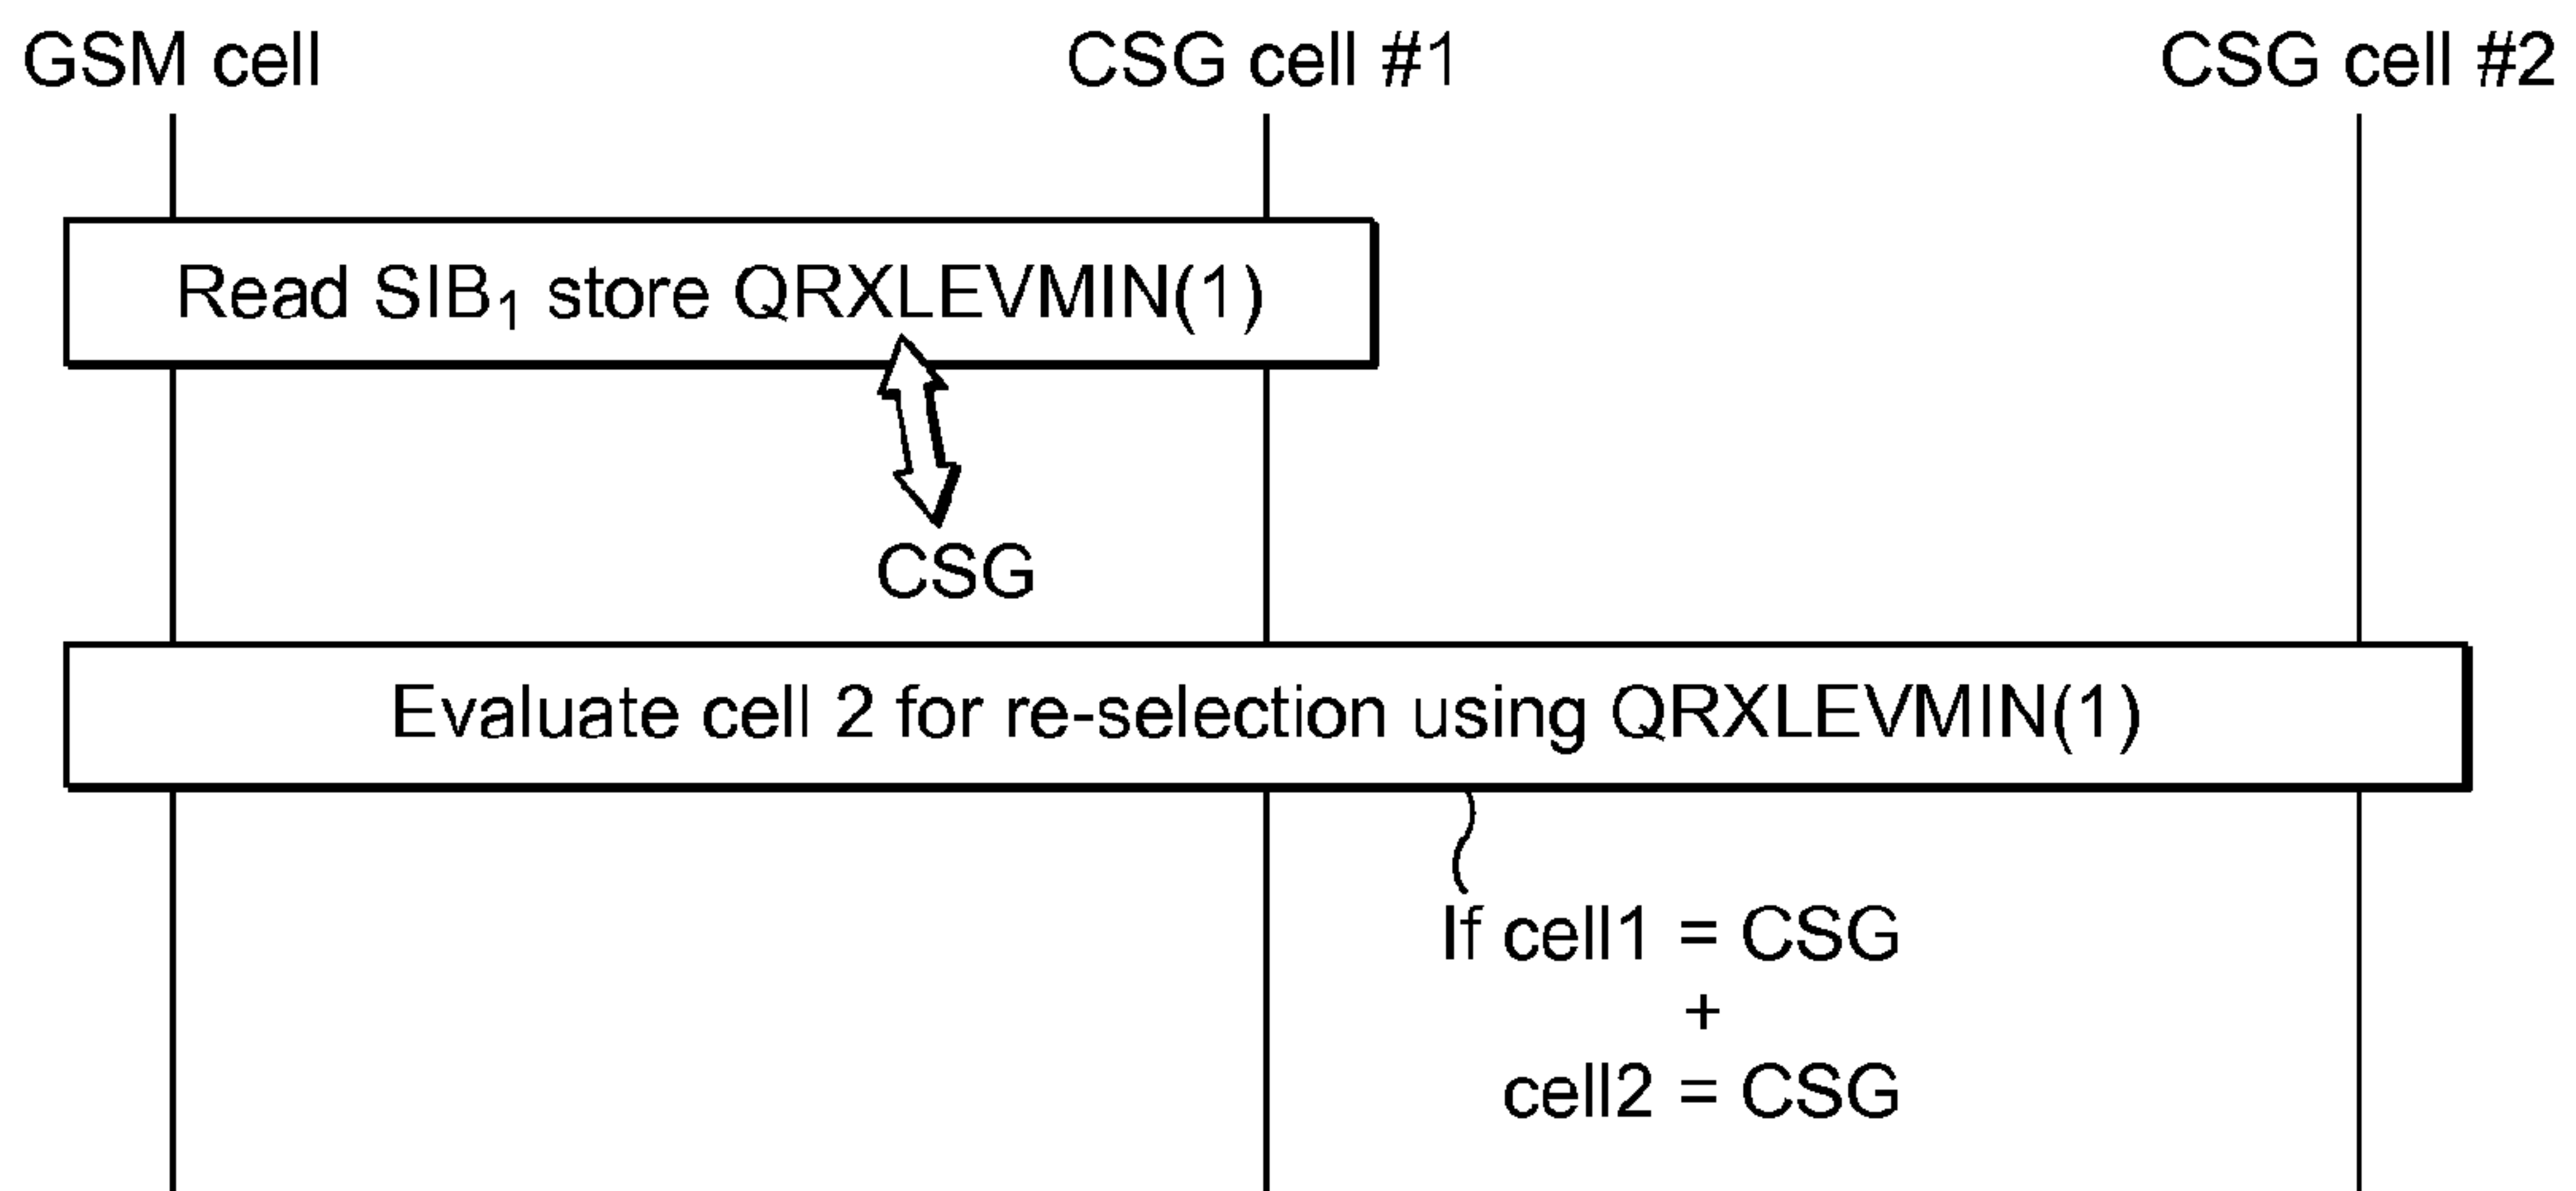 GSM cell CSG cell #1 CSG cell #2
Read SIB₁ store QRXLEVMIN(1)
CSG
Evaluate cell 2 for re-selection using QRXLEVMIN(1)
If cell1 = CSG
+
cell2 = CSG